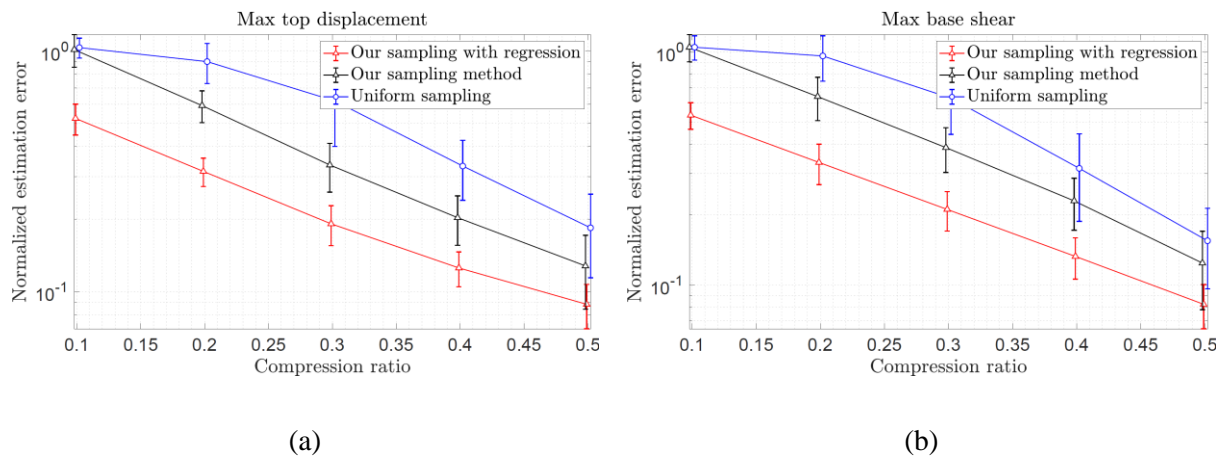 Max top displacement
Normalized estimation error
10^0
10^-1
Our sampling with regression
Our sampling method
Uniform sampling
0.1 0.15 0.2 0.25 0.3 0.35 0.4 0.45 0.5
Compression ratio
(a)
Max base shear
Normalized estimation error
10^0
10^-1
Our sampling with regression
Our sampling method
Uniform sampling
0.1 0.15 0.2 0.25 0.3 0.35 0.4 0.45 0.5
Compression ratio
(b)